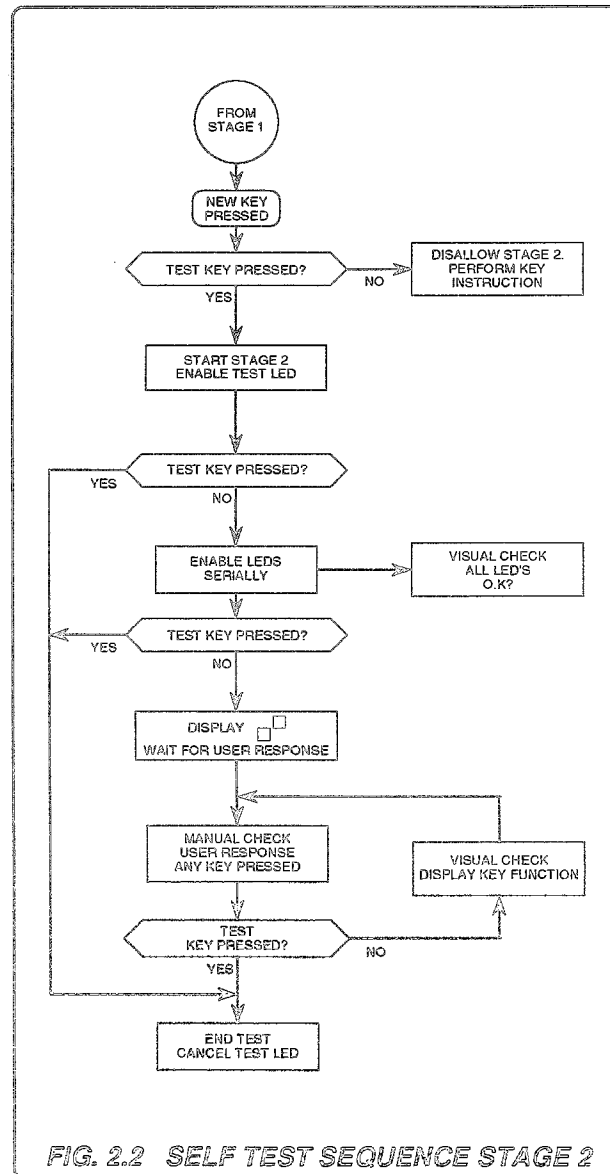 FROM
STAGE 1
NEW KEY
PRESSED
TEST KEY PRESSED?
NO
DISALLOW STAGE 2.
PERFORM KEY
INSTRUCTION
YES
START STAGE 2
ENABLE TEST LED
TEST KEY PRESSED?
YES
NO
ENABLE LEDS
SERIALLY
VISUAL CHECK
ALL LED'S
O.K?
TEST KEY PRESSED?
YES
NO
DISPLAY
WAIT FOR USER RESPONSE
MANUAL CHECK
USER RESPONSE
ANY KEY PRESSED
VISUAL CHECK
DISPLAY KEY FUNCTION
TEST
KEY PRESSED?
NO
YES
END TEST
CANCEL TEST LED
FIG. 2.2 SELF TEST SEQUENCE STAGE 2